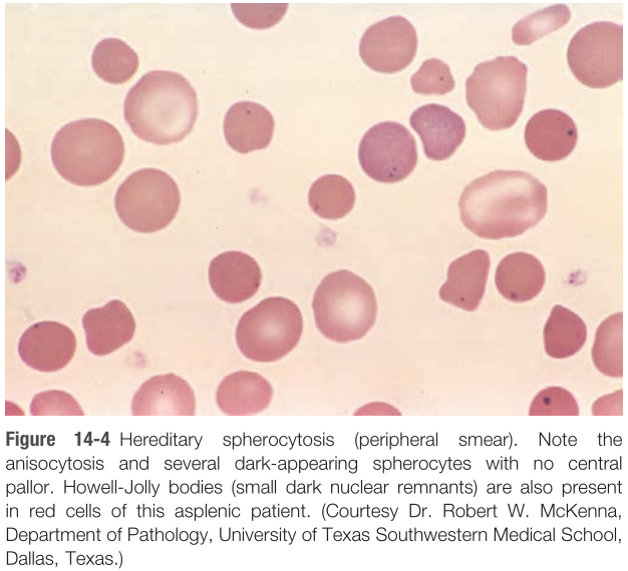 Figure 14-4 Hereditary spherocytosis (peripheral smear). Note the
anisocytosis and several dark-appearing spherocytes with no central
pallor. Howell-Jolly bodies (small dark nuclear remnants) are also present
in red cells of this asplenic patient. (Courtesy Dr. Robert W. McKenna,
Department of Pathology, University of Texas Southwestern Medical School,
Dallas, Texas.)